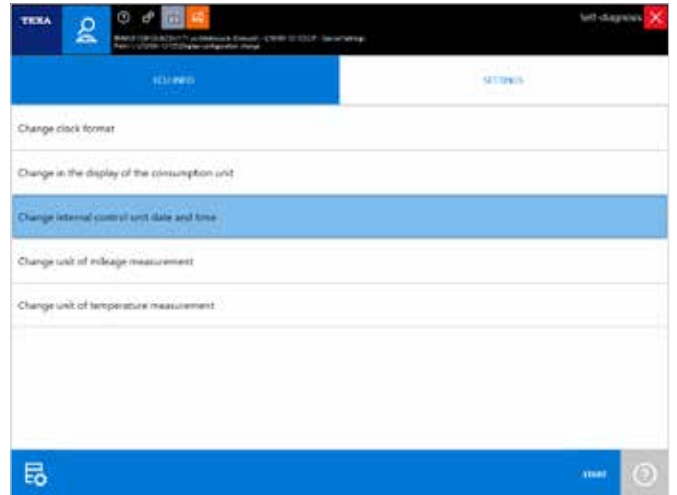 TEXA
Self-diagnosis
ECU INFO
SETTINGS
Change clock format
Change in the display of the consumption unit
Change internal control unit date and time
Change unit of mileage measurement
Change unit of temperature measurement
START